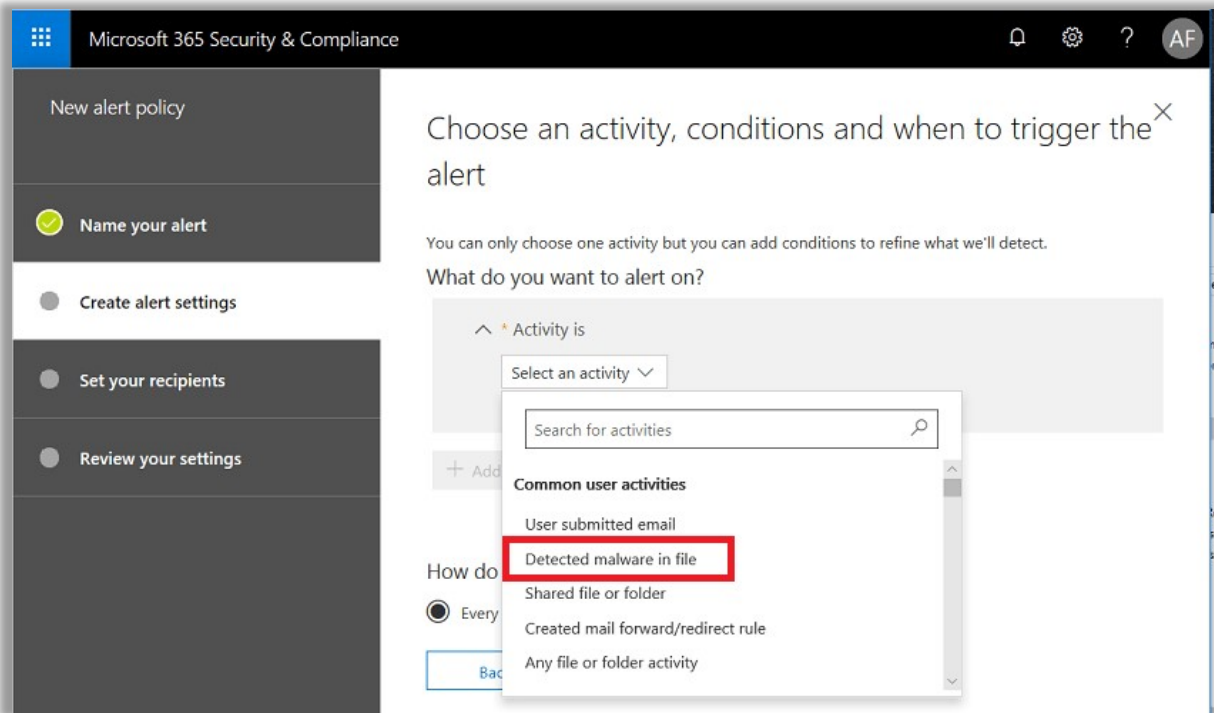 Microsoft 365 Security & Compliance
? AF
New alert policy
Name your alert
Create alert settings
Set your recipients
Review your settings
Choose an activity, conditions and when to trigger the
alert
You can only choose one activity but you can add conditions to refine what we'll detect.
What do you want to alert on?
* Activity is
Select an activity
Search for activities
+ Add
Common user activities
User submitted email
Detected malware in file
Shared file or folder
Created mail forward/redirect rule
Any file or folder activity
How do
Every
Bac